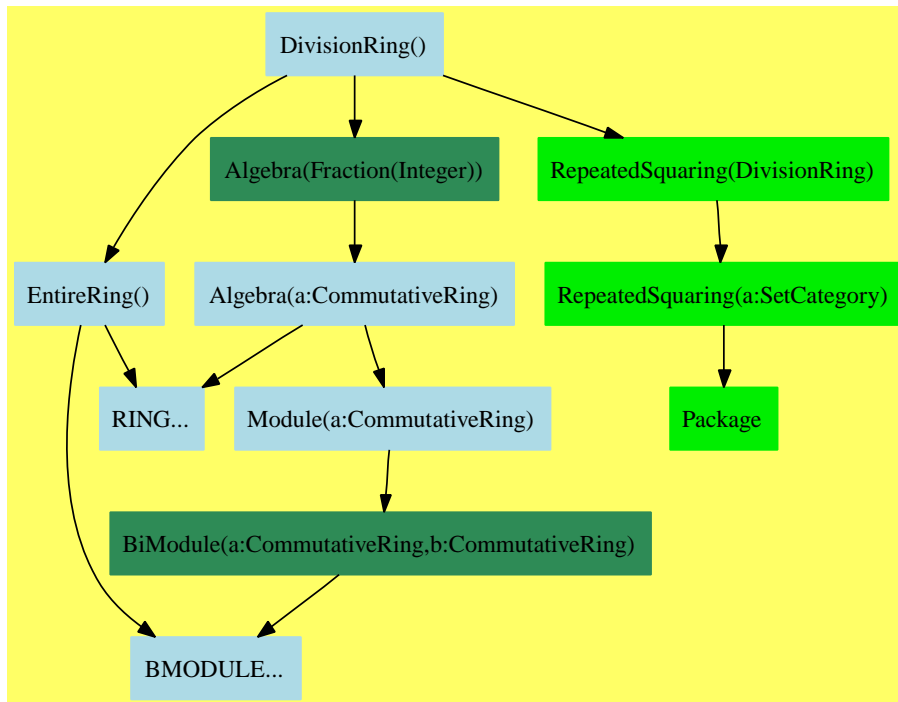 DivisionRing()
Algebra(Fraction(Integer))
RepeatedSquaring(DivisionRing)
EntireRing()
Algebra(a:CommutativeRing)
RepeatedSquaring(a:SetCategory)
RING...
Module(a:CommutativeRing)
Package
BiModule(a:CommutativeRing,b:CommutativeRing)
BMODULE...